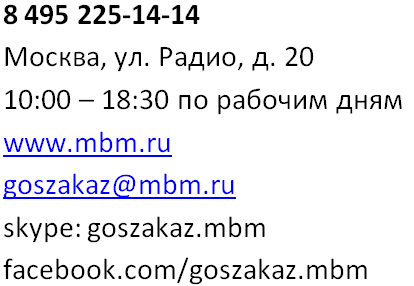 8 495 225-14-14
Москва, ул. Радио, д. 20
10:00 – 18:30 по рабочим дням
www.mbm.ru
goszakaz@mbm.ru
skype: goszakaz.mbm
facebook.com/goszakaz.mbm